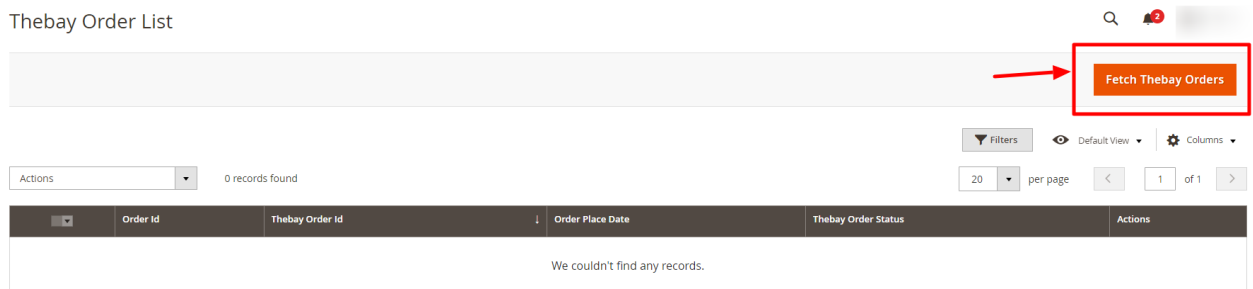 Thebay Order List
2
Fetch Thebay Orders
Filters
Default View
Columns
Actions
0 records found
20
per page
1
of 1
Order Id
Thebay Order Id
Order Place Date
Thebay Order Status
Actions
We couldn't find any records.